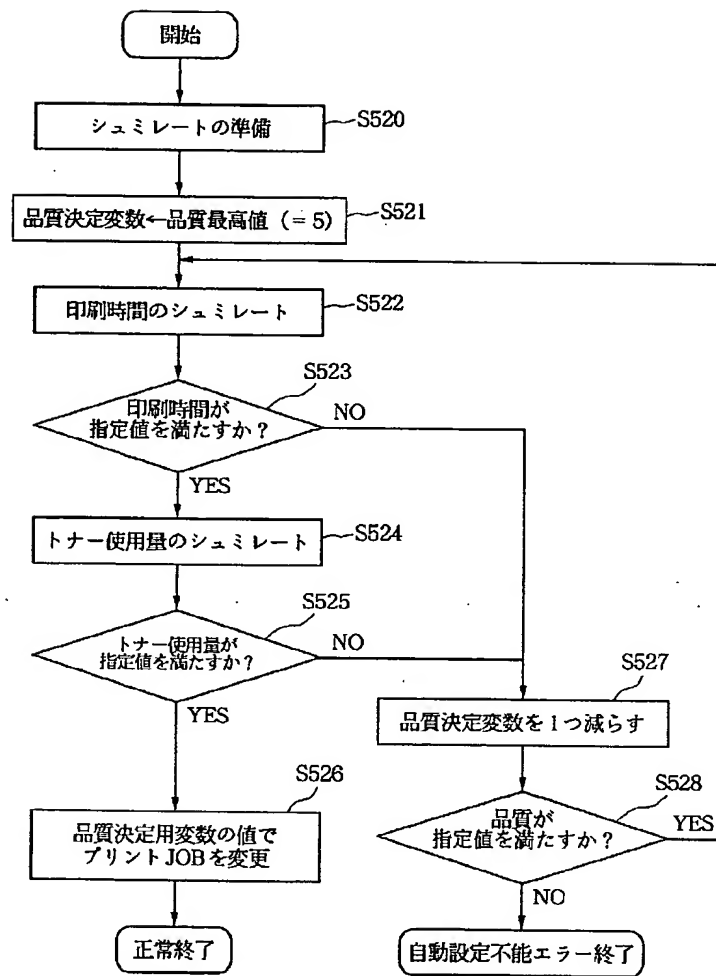 開始
シュミレートの準備
S520
品質決定変数←品質最高値 (=5)
S521
印刷時間のシュミレート
S522
S523
印刷時間が
指定値を満たすか？
NO
YES
トナー使用量のシュミレート
S524
S525
トナー使用量が
指定値を満たすか？
NO
YES
S527
品質決定変数を1つ減らす
S526
品質決定用変数の値で
プリントJOBを変更
S528
品質が
指定値を満たすか？
YES
NO
正常終了
自動設定不能エラー終了